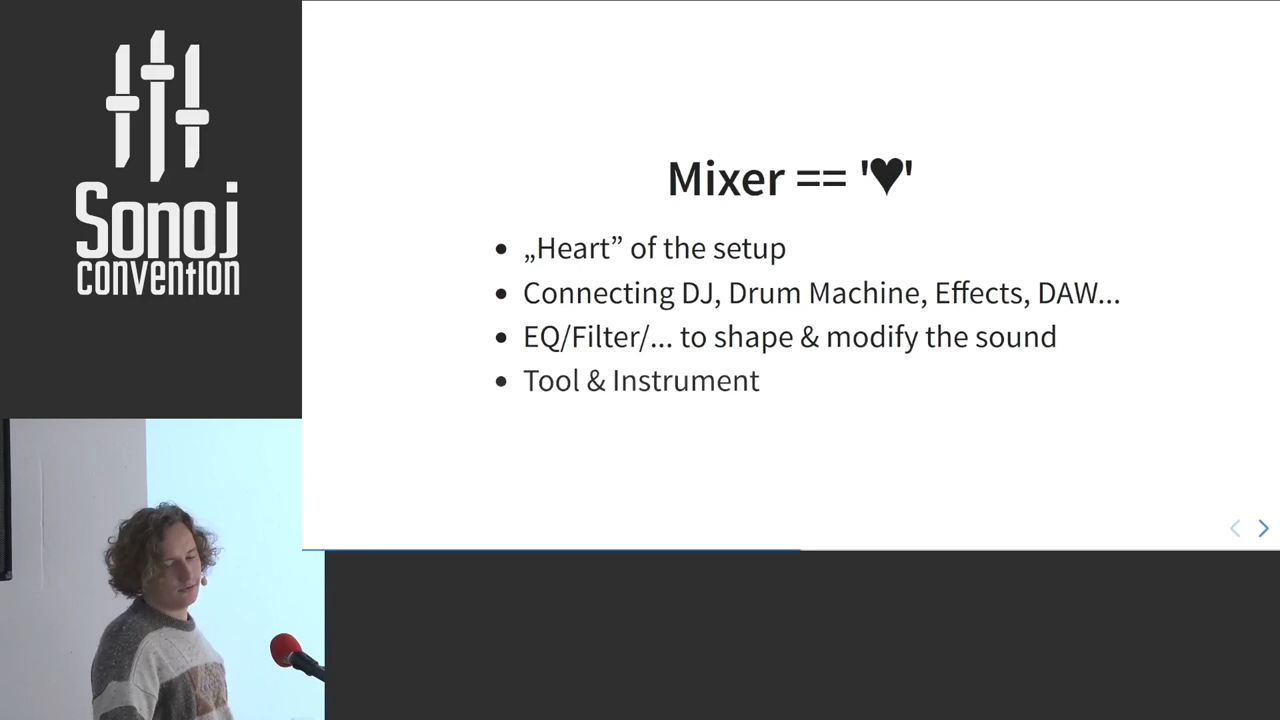 Sonoj
convention
Mixer == '♥'
„Heart” of the setup
Connecting DJ, Drum Machine, Effects, DAW...
EQ/Filter/... to shape & modify the sound
Tool & Instrument